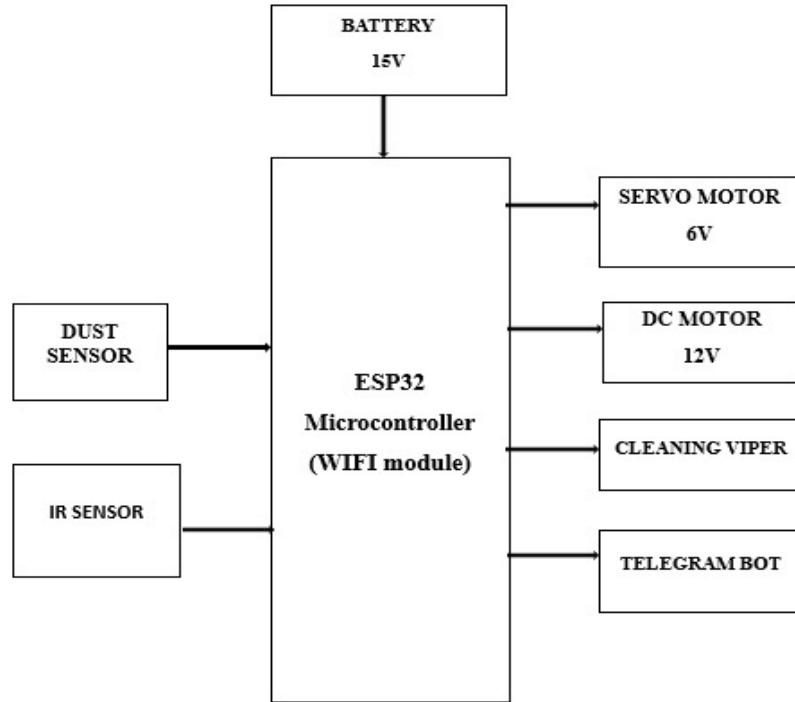 BATTERY
15V
SERVO MOTOR
6V
DUST
SENSOR
DC MOTOR
12V
ESP32
Microcontroller
(WIFI module)
CLEANING VIPER
IR SENSOR
TELEGRAM BOT